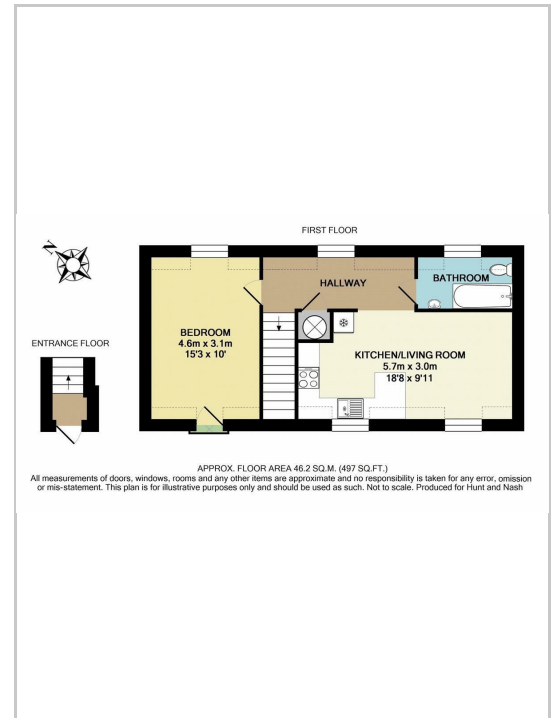 FIRST FLOOR
N
HALLWAY
BATHROOM
BEDROOM
4.6m x 3.1m
15'3 x 10'
ENTRANCE FLOOR
KITCHEN/LIVING ROOM
5.7m x 3.0m
18'8 x 9'11
APPROX. FLOOR AREA 46.2 SQ.M. (497 SQ.FT.)
All measurements of doors, windows, rooms and any other items are approximate and no responsibility is taken for any error, omission
or mis-statement. This plan is for illustrative purposes only and should be used as such. Not to scale. Produced for Hunt and Nash